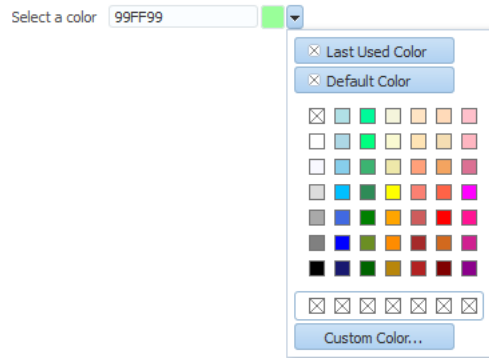 Select a color 99FF99
Last Used Color
Default Color
Custom Color...